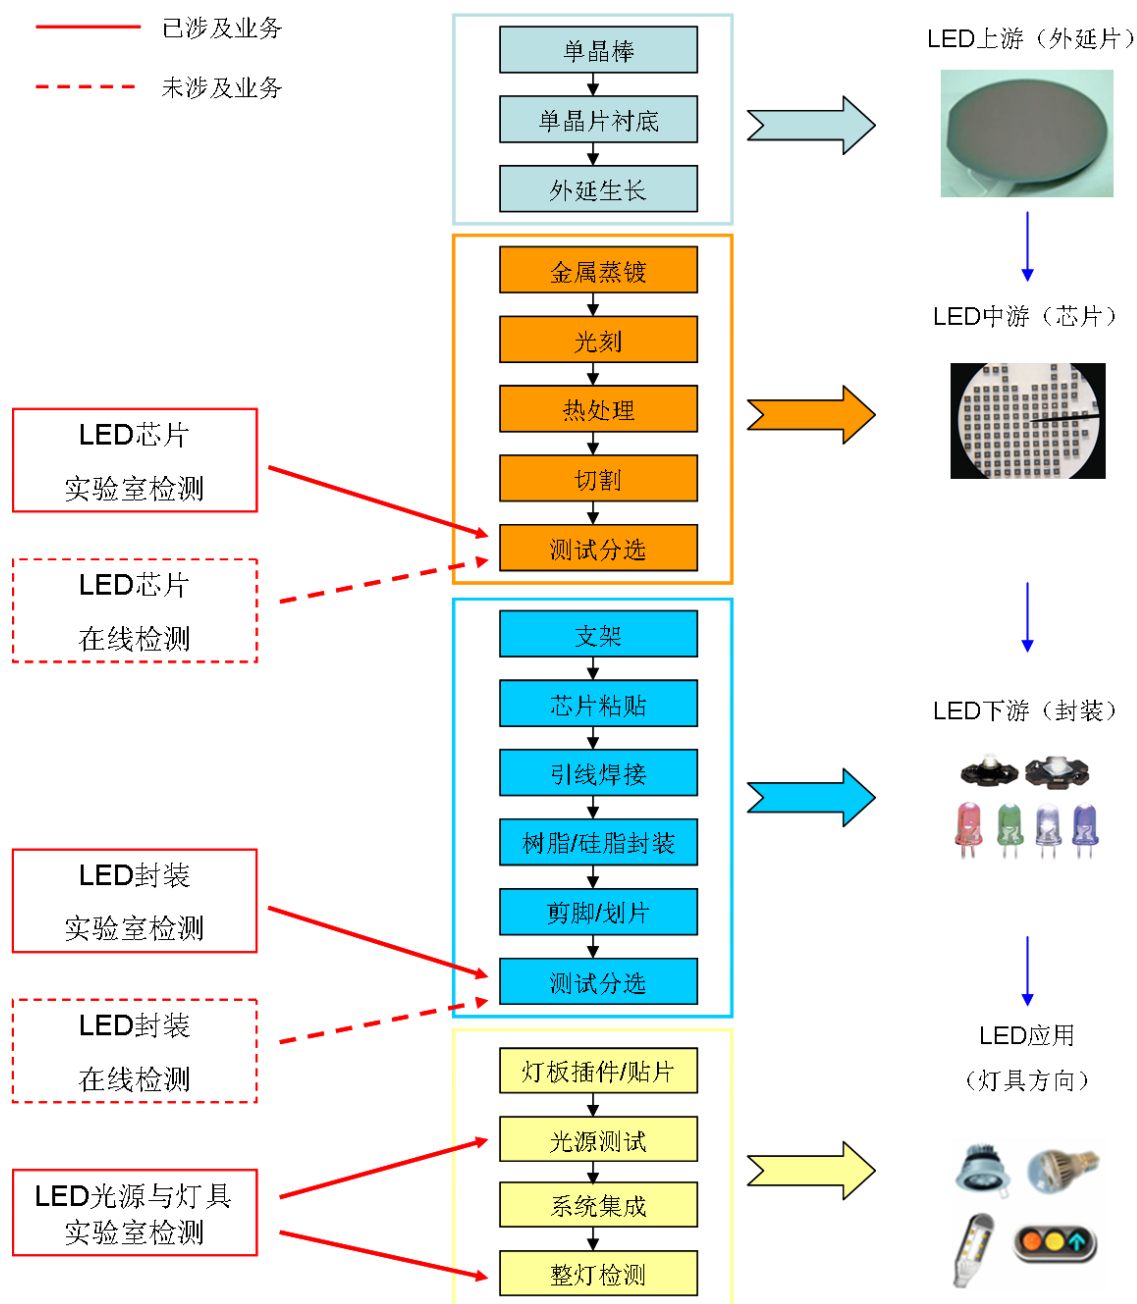 已涉及业务
未涉及业务
单晶棒
单晶片衬底
外延生长
LED上游（外延片）
金属蒸镀
光刻
热处理
切割
测试分选
LED中游（芯片）
LED芯片
实验室检测
LED芯片
在线检测
支架
芯片粘贴
引线焊接
树脂/硅脂封装
剪脚/划片
测试分选
LED下游（封装）
LED封装
实验室检测
LED封装
在线检测
灯板插件/贴片
光源测试
系统集成
整灯检测
LED应用
（灯具方向）
LED光源与灯具
实验室检测